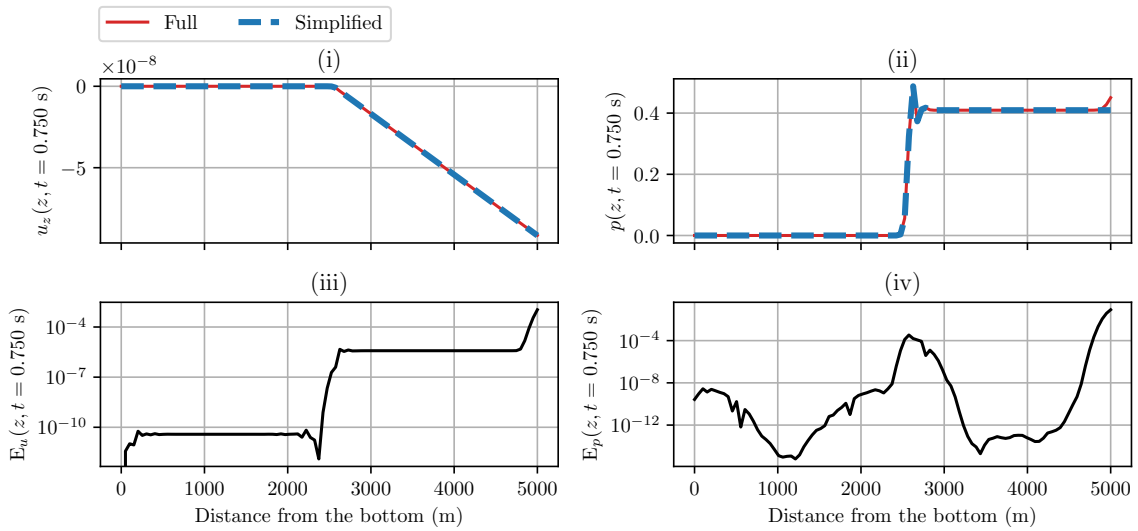 Full Simplified
(i)
×10⁻⁸
0
−5
u_z(z, t = 0.750 s)
(ii)
0.4
0.2
0.0
p(z, t = 0.750 s)
(iii)
10⁻⁴
10⁻⁷
10⁻¹⁰
E_u(z, t = 0.750 s)
0 1000 2000 3000 4000 5000
Distance from the bottom (m)
(iv)
10⁻⁴
10⁻⁸
10⁻¹²
E_p(z, t = 0.750 s)
0 1000 2000 3000 4000 5000
Distance from the bottom (m)